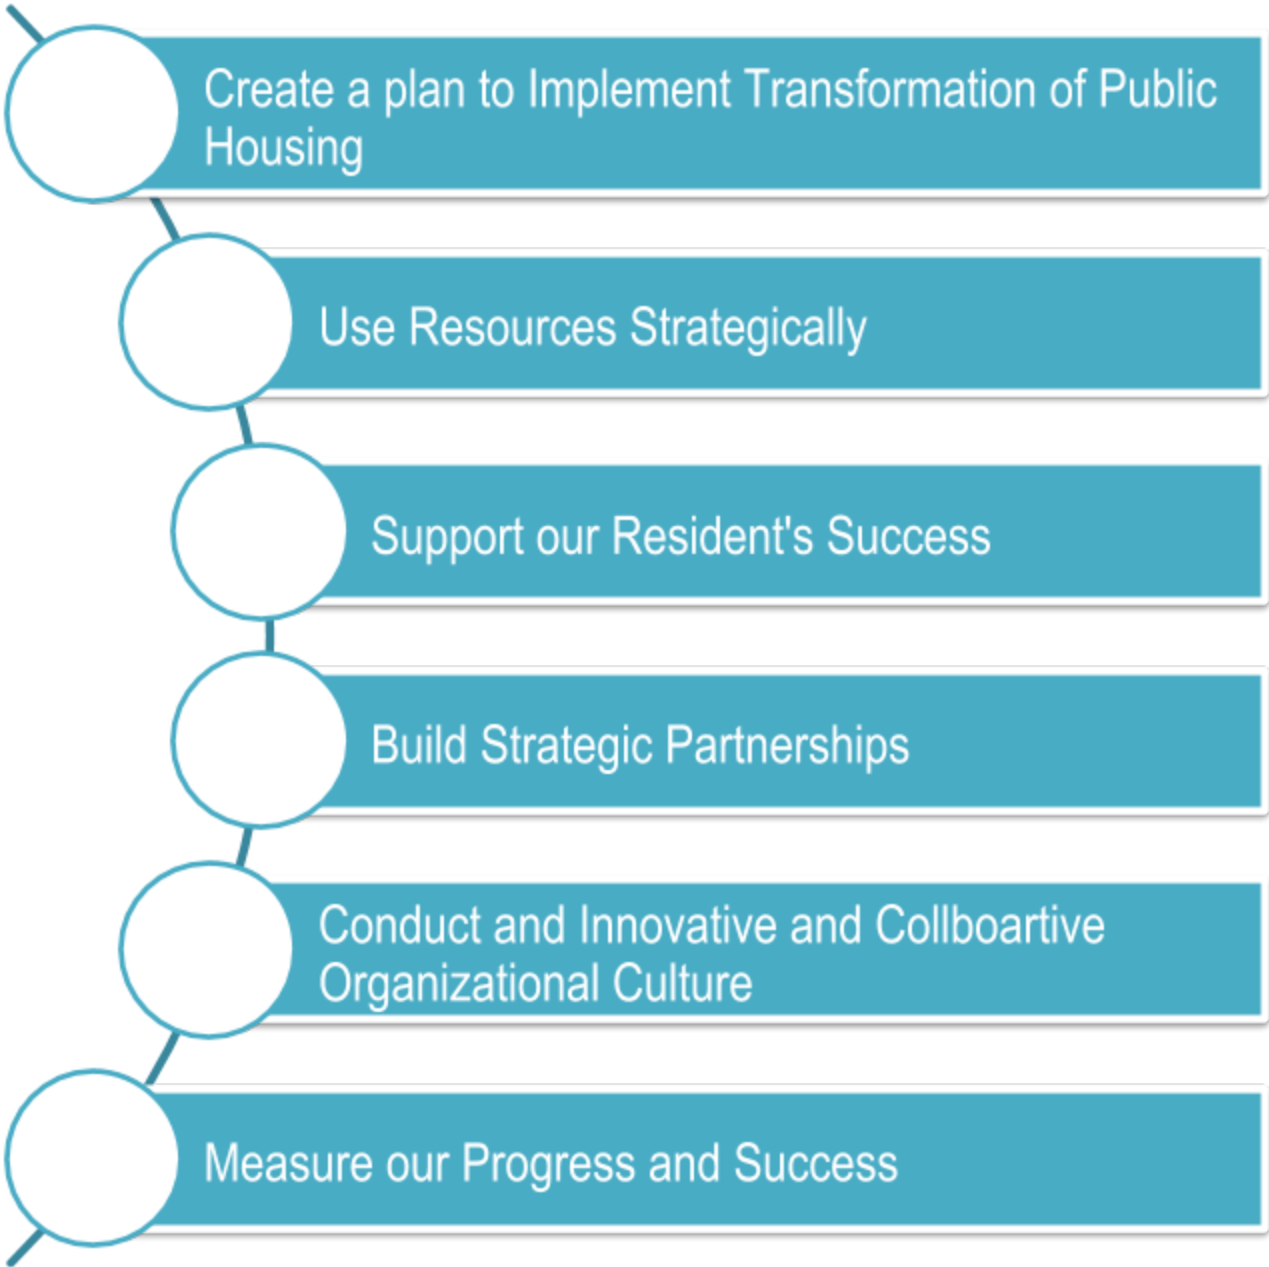 Create a plan to Implement Transformation of Public
Housing
Use Resources Strategically
Support our Resident's Success
Build Strategic Partnerships
Conduct and Innovative and Collboartive
Organizational Culture
Measure our Progress and Success